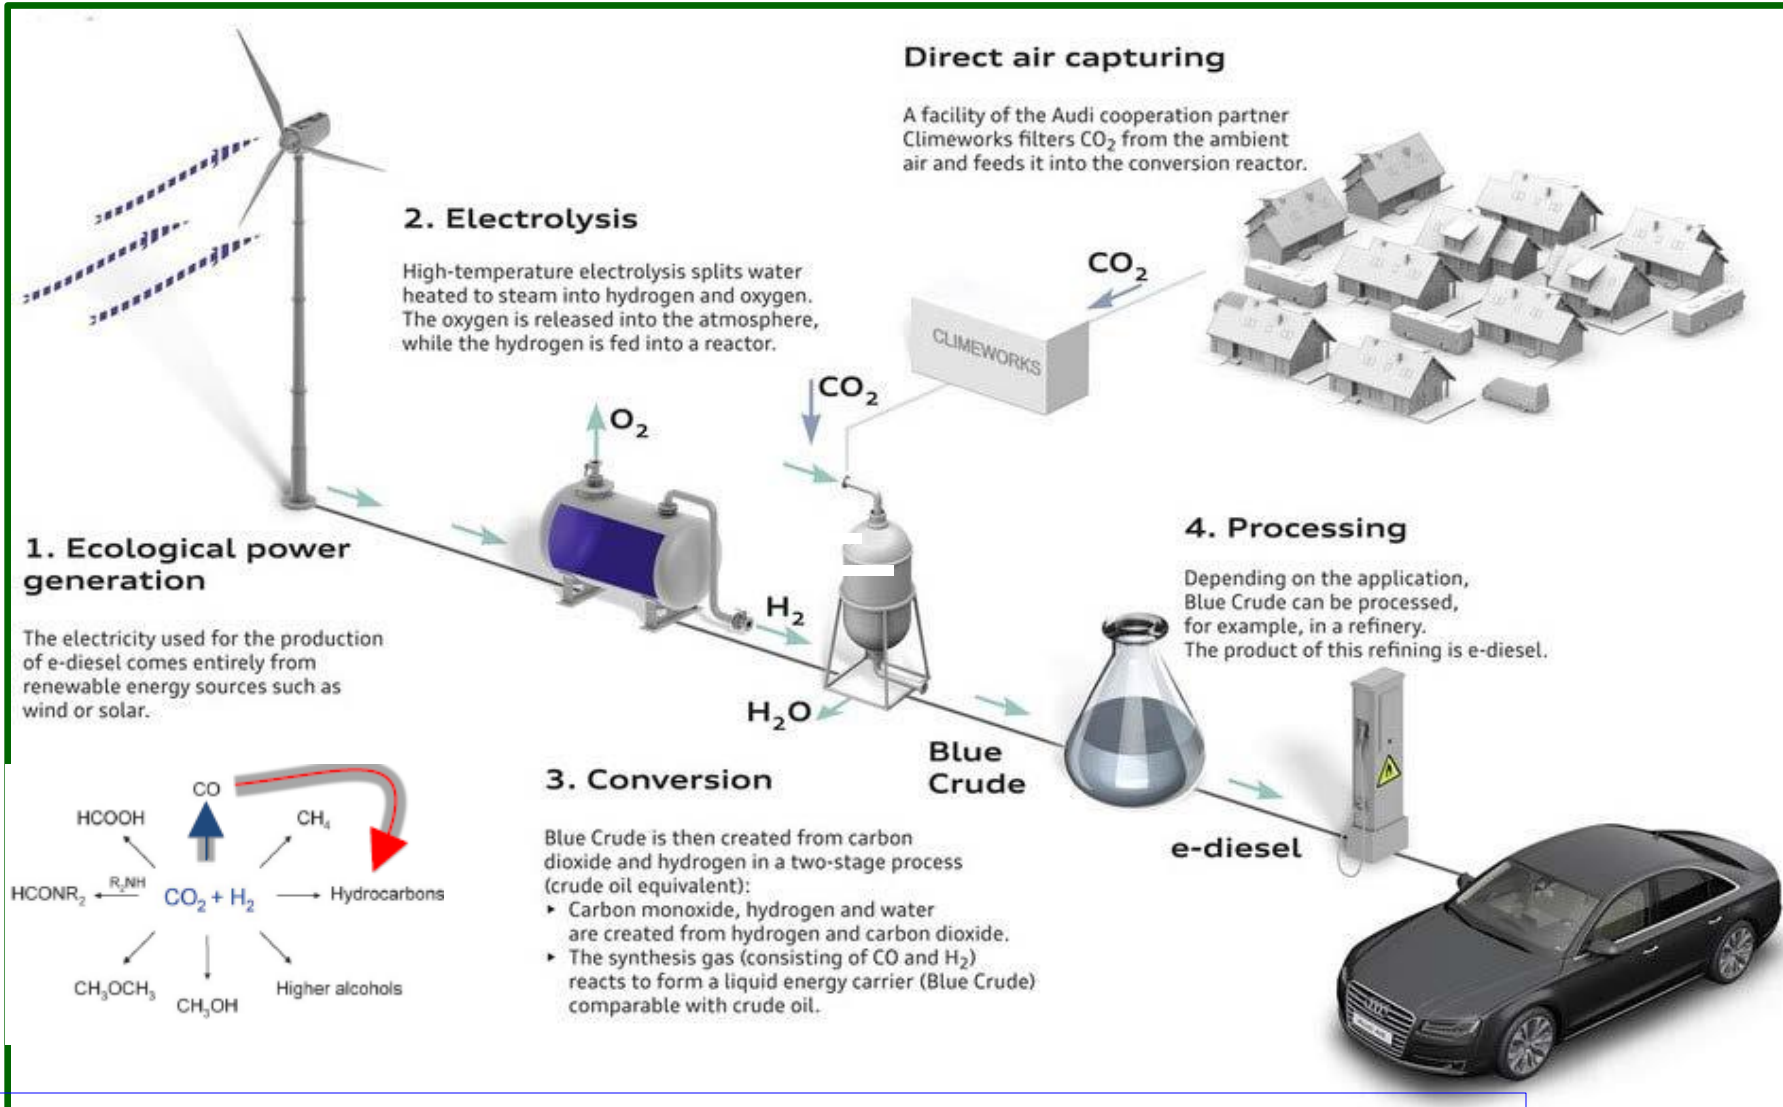 Direct air capturing
A facility of the Audi cooperation partner
Climeworks filters CO₂ from the ambient
air and feeds it into the conversion reactor.
2. Electrolysis
High-temperature electrolysis splits water
heated to steam into hydrogen and oxygen.
The oxygen is released into the atmosphere,
while the hydrogen is fed into a reactor.
CO₂
CLIMEWORKS
CO₂
O₂
1. Ecological power
generation
The electricity used for the production
of e-diesel comes entirely from
renewable energy sources such as
wind or solar.
H₂
H₂O
4. Processing
Depending on the application,
Blue Crude can be processed,
for example, in a refinery.
The product of this refining is e-diesel.
Blue
Crude
e-diesel
3. Conversion
Blue Crude is then created from carbon
dioxide and hydrogen in a two-stage process
(crude oil equivalent):
▸ Carbon monoxide, hydrogen and water
are created from hydrogen and carbon dioxide.
▸ The synthesis gas (consisting of CO and H₂)
reacts to form a liquid energy carrier (Blue Crude)
comparable with crude oil.
CO
HCOOH
CH₄
HCONR₂
R₂NH
CO₂ + H₂
Hydrocarbons
CH₃OCH₃
CH₃OH
Higher alcohols